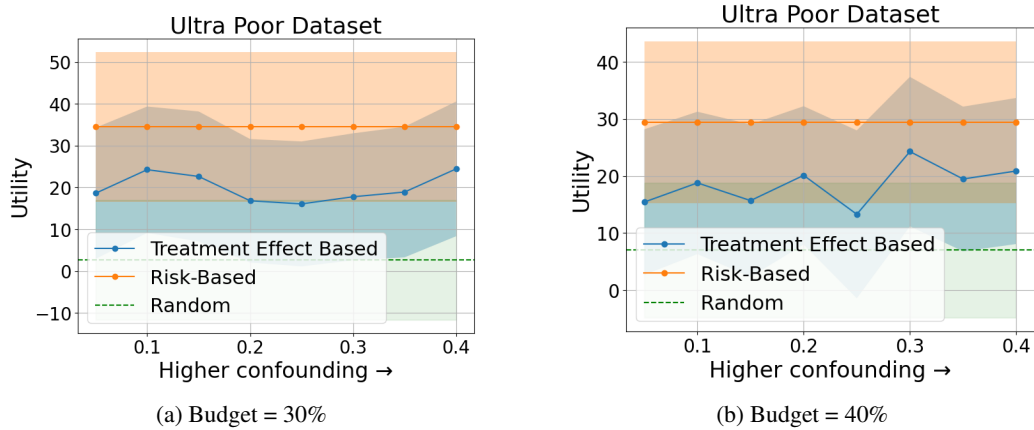 Ultra Poor Dataset
50
40
30
20
10
0
−10
Utility
Treatment Effect Based
Risk-Based
Random
0.1
0.2
0.3
0.4
Higher confounding →
(a) Budget = 30%
Ultra Poor Dataset
40
30
20
10
0
Utility
Treatment Effect Based
Risk-Based
Random
0.1
0.2
0.3
0.4
Higher confounding →
(b) Budget = 40%